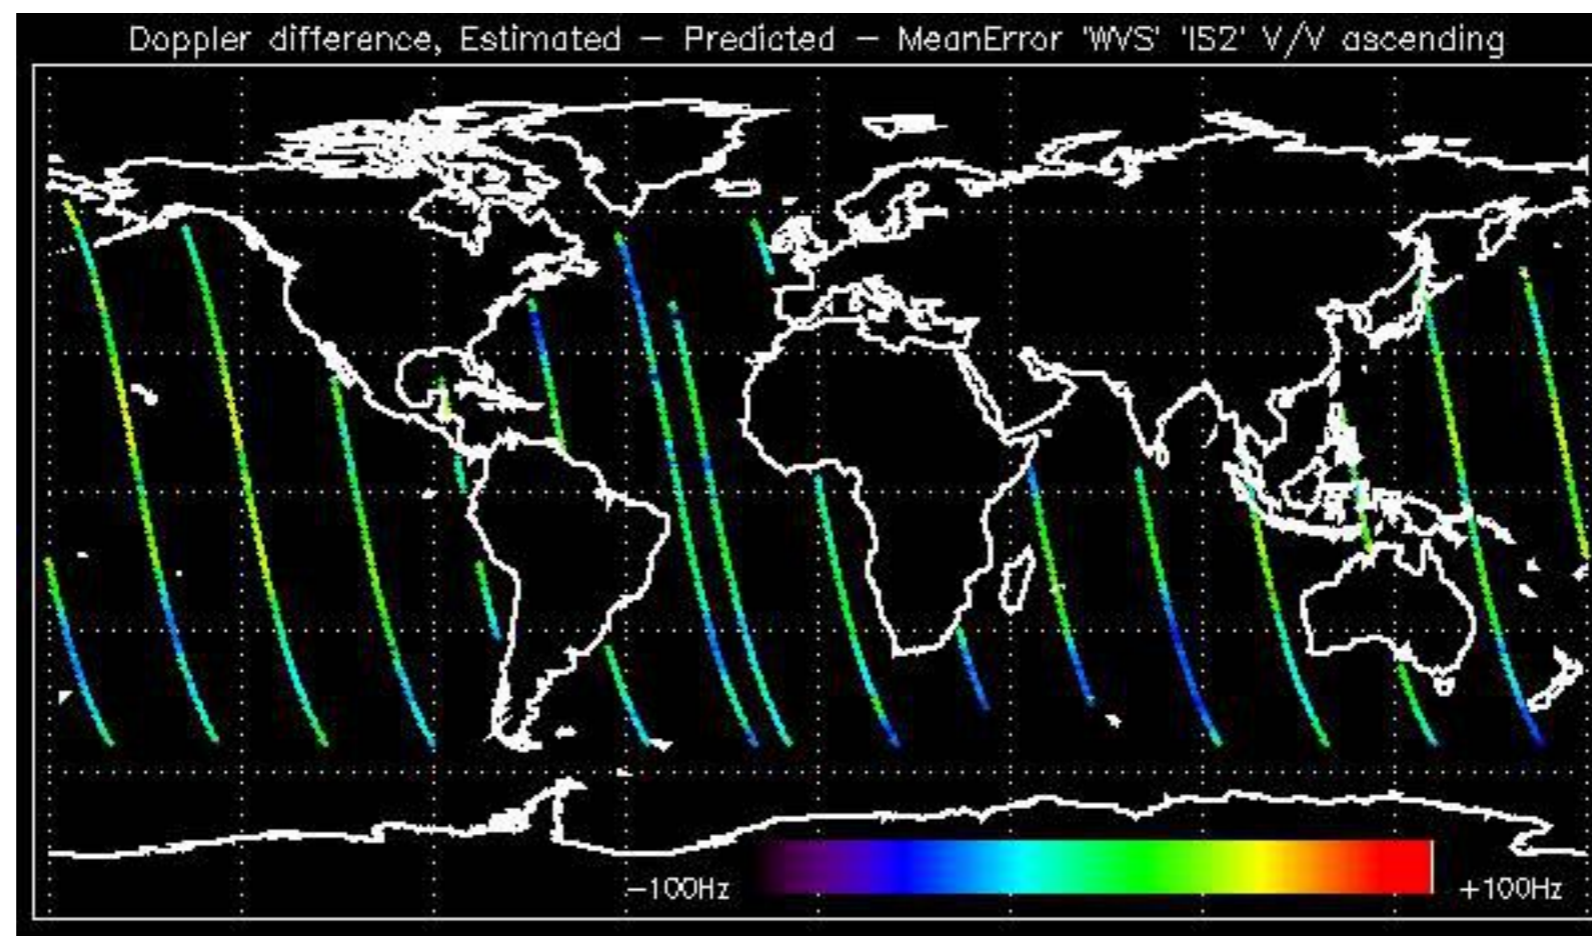 Doppler difference, Estimated − Predicted − MeanError 'WVS' 'IS2' V/V ascending
−100Hz
+100Hz